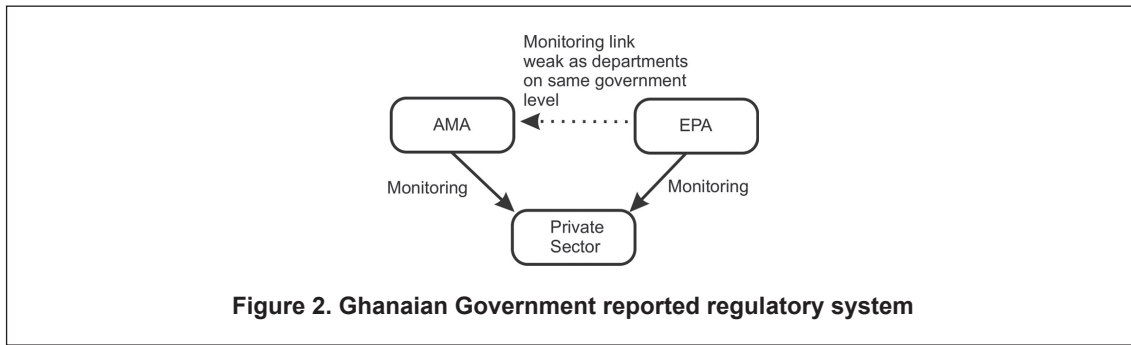 Monitoring link
weak as departments
on same government
level
AMA
EPA
Monitoring
Monitoring
Private
Sector
Figure 2. Ghanaian Government reported regulatory system